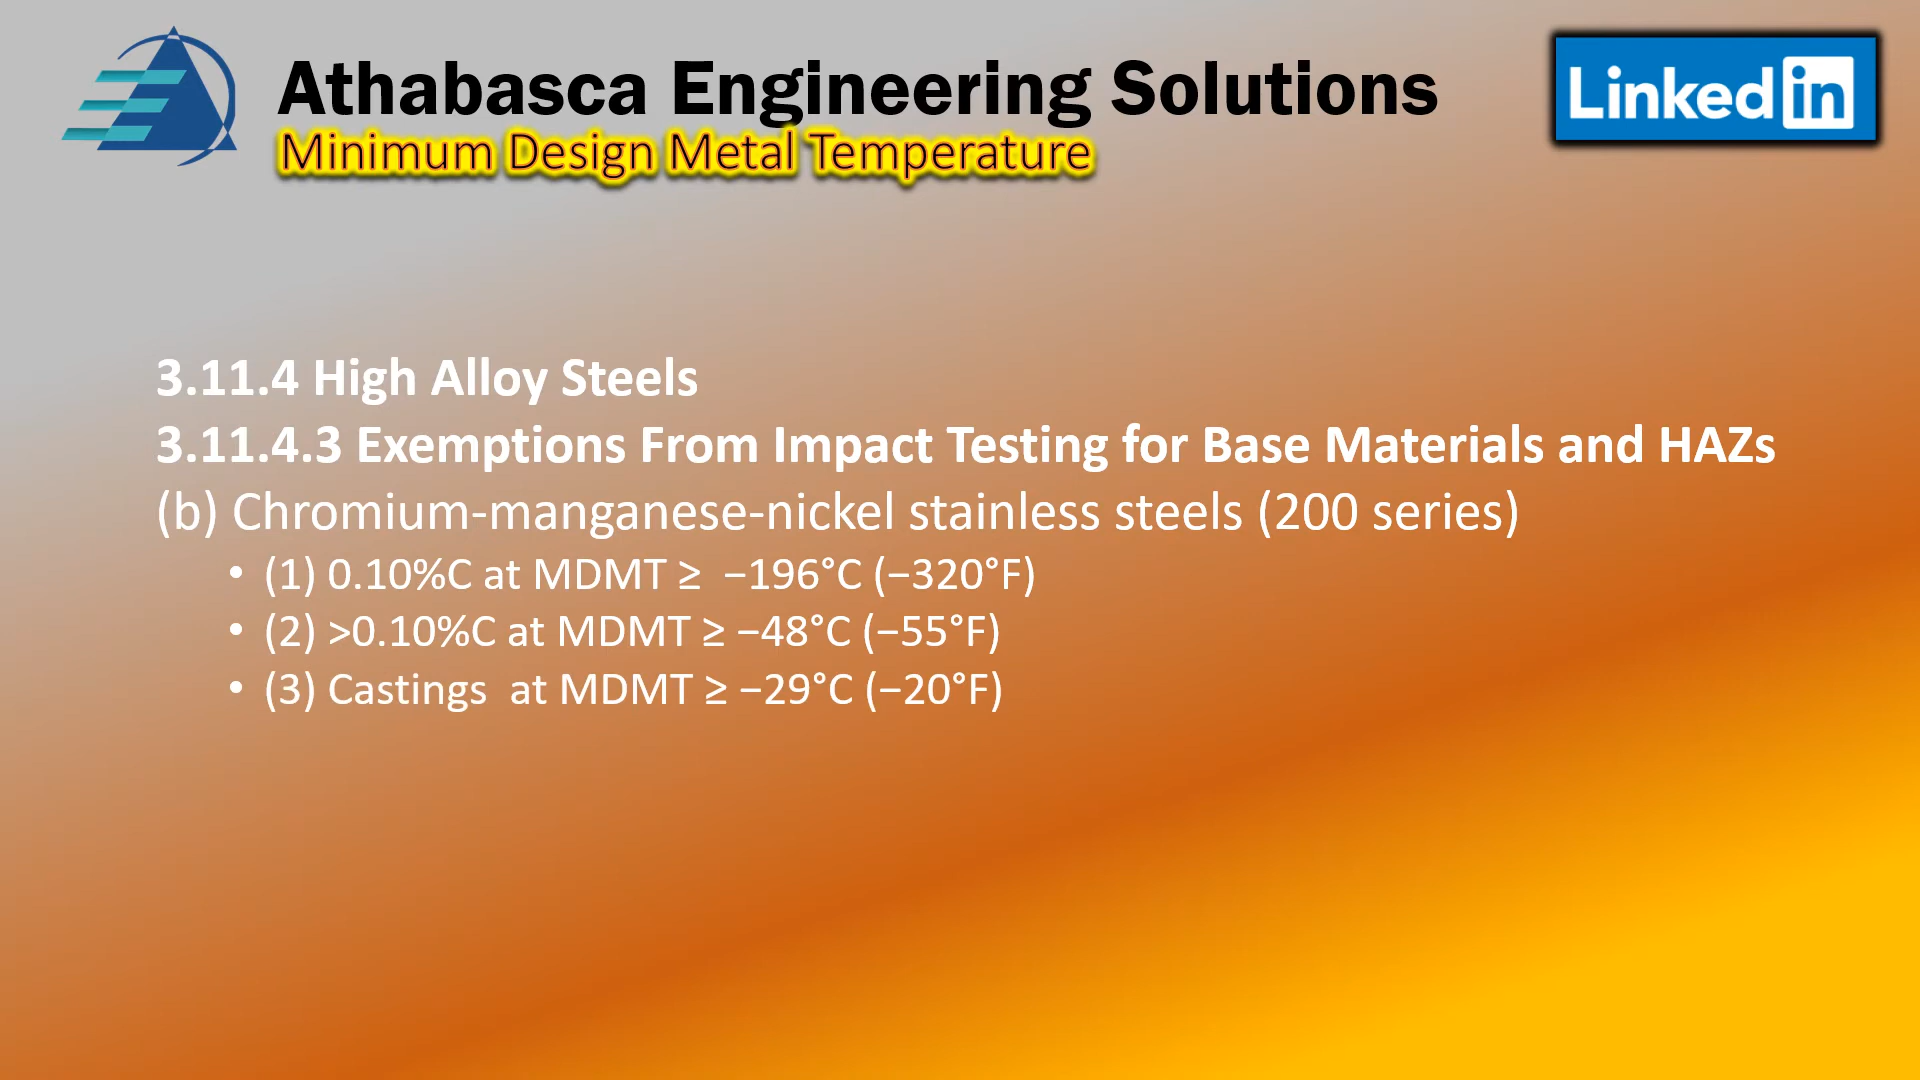 Athabasca Engineering Solutions
Minimum Design Metal Temperature
Linked in
3.11.4 High Alloy Steels
3.11.4.3 Exemptions From Impact Testing for Base Materials and HAZs
(b) Chromium-manganese-nickel stainless steels (200 series)
• (1) 0.10%C at MDMT ≥  −196°C (−320°F)
• (2) >0.10%C at MDMT ≥ −48°C (−55°F)
• (3) Castings  at MDMT ≥ −29°C (−20°F)